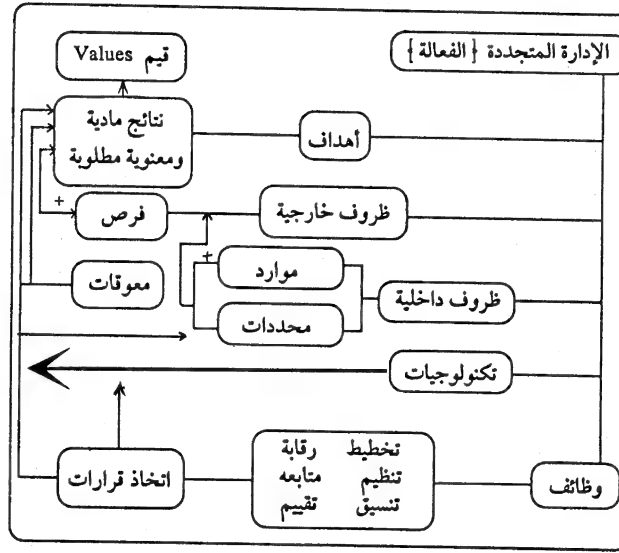 الإدارة المتجددة { الفعالة }
قيم Values
نتائج مادية
ومعنوية مطلوبة
أهداف
ظروف خارجية
فرص
+
+
موارد
معوقات
ظروف داخلية
محددات
تكنولوجيات
وظائف
تخطيط رقابة
تنظيم متابعه
تنسيق تقييم
اتخاذ قرارات